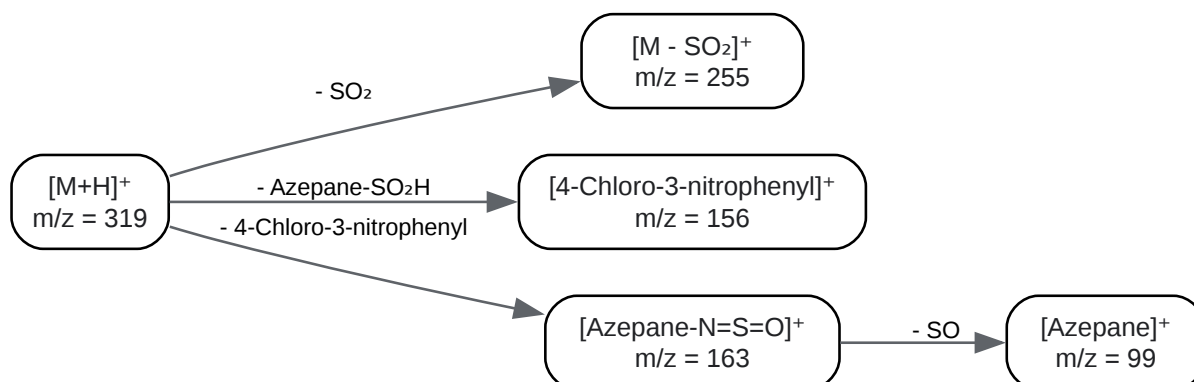 [M - SO₂]⁺
m/z = 255
- SO₂
[M+H]⁺
m/z = 319
- Azepane-SO₂H
[4-Chloro-3-nitrophenyl]⁺
m/z = 156
- 4-Chloro-3-nitrophenyl
[Azepane-N=S=O]⁺
m/z = 163
- SO
[Azepane]⁺
m/z = 99